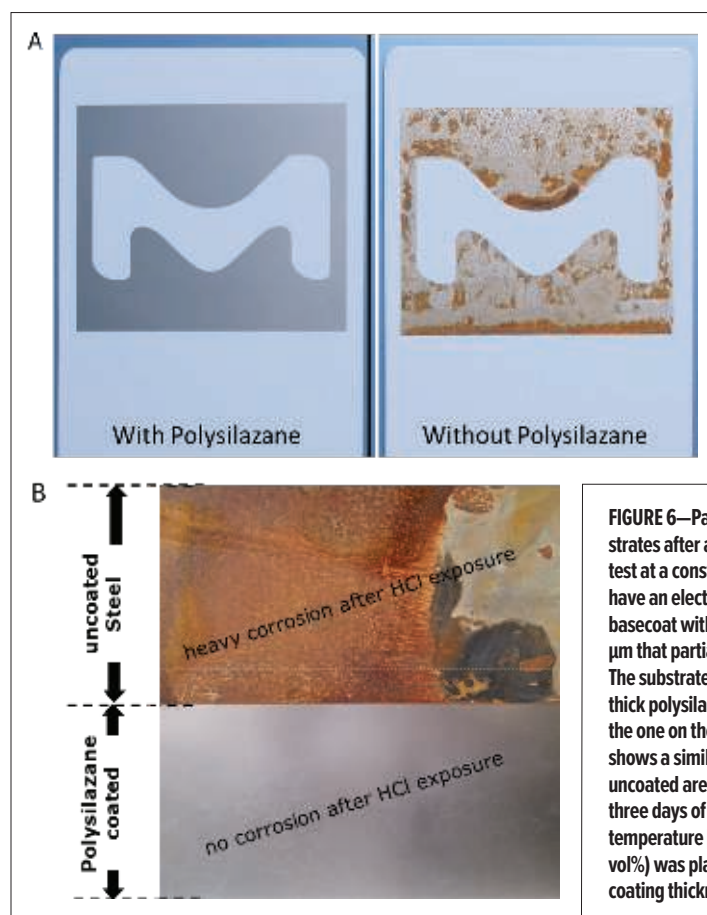 A
With Polysilazane
Without Polysilazane
B
uncoated
Steel
heavy corrosion after HCl exposure
Polysilazane
coated
no corrosion after HCl exposure
FIGURE 6—Pa
strates after a
test at a const
have an elect
basecoat with
µm that partia
The substrate
thick polysila
the one on the
shows a simil
uncoated are
three days of
temperature
vol%) was pla
coating thickn